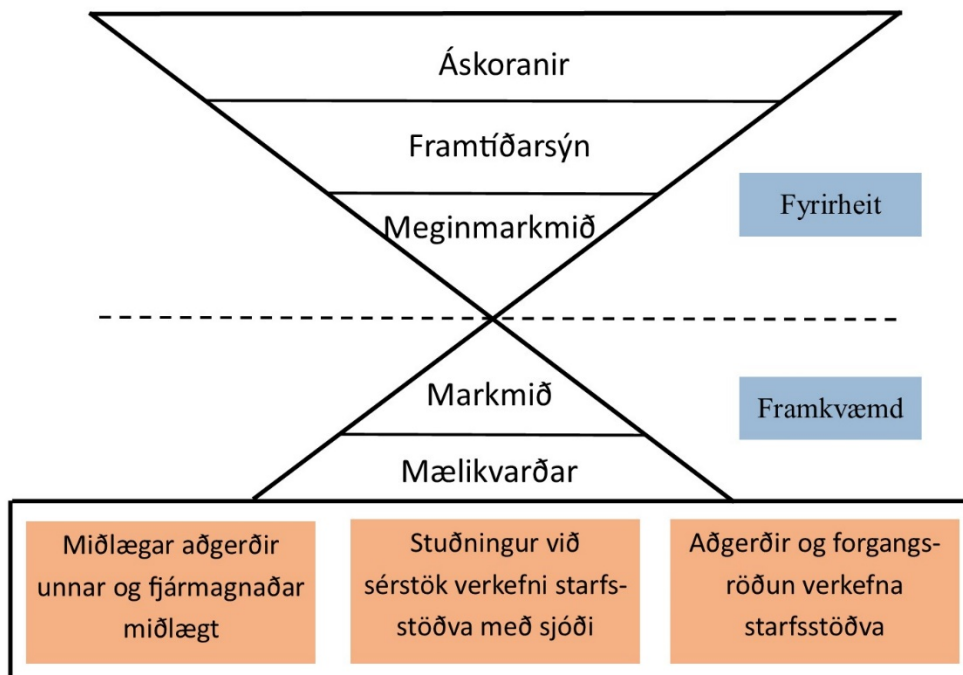 Áskoranir
Framtíðarsýn
Meginmarkmið
Fyrirheit
Markmið
Framkvæmd
Mælikvarðar
Miðlægar aðgerðir
unnar og fjármagnaðar
miðlægt
Stuðningur við
sérstök verkefni starfs-
stöðva með sjóði
Aðgerðir og forgangs-
röðun verkefna
starfsstöðva